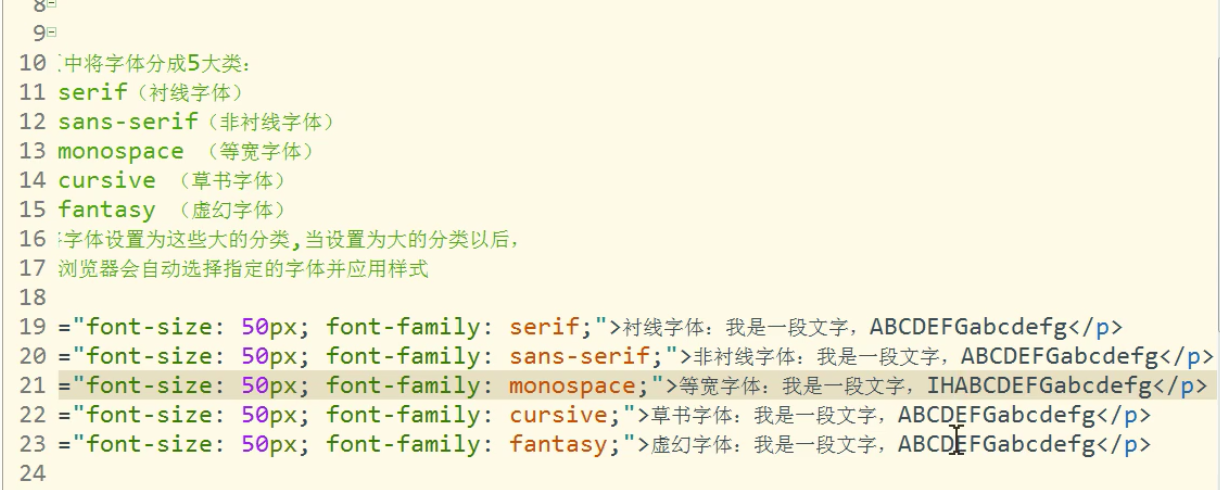 8
9
10 中将字体分成5大类：
11 serif（衬线字体）
12 sans-serif（非衬线字体）
13 monospace （等宽字体）
14 cursive （草书字体）
15 fantasy （虚幻字体）
16 字体设置为这些大的分类,当设置为大的分类以后，
17 浏览器会自动选择指定的字体并应用样式
18
19 ="font-size: 50px; font-family: serif;">衬线字体：我是一段文字，ABCDEFGabcdefg</p>
20 ="font-size: 50px; font-family: sans-serif;">非衬线字体：我是一段文字，ABCDEFGabcdefg</p>
21 ="font-size: 50px; font-family: monospace;">等宽字体：我是一段文字，IHABCDEFGabcdefg</p>
22 ="font-size: 50px; font-family: cursive;">草书字体：我是一段文字，ABCDEFGabcdefg</p>
23 ="font-size: 50px; font-family: fantasy;">虚幻字体：我是一段文字，ABCDEFGabcdefg</p>
24